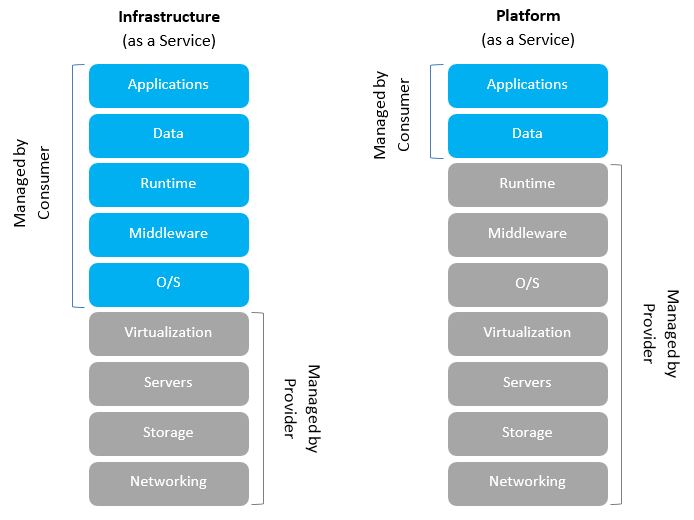 Infrastructure
(as a Service)
Managed by
Consumer
Applications
Data
Runtime
Middleware
O/S
Virtualization
Servers
Storage
Networking
Managed by
Provider
Platform
(as a Service)
Managed by
Consumer
Applications
Data
Runtime
Middleware
O/S
Virtualization
Servers
Storage
Networking
Managed by
Provider